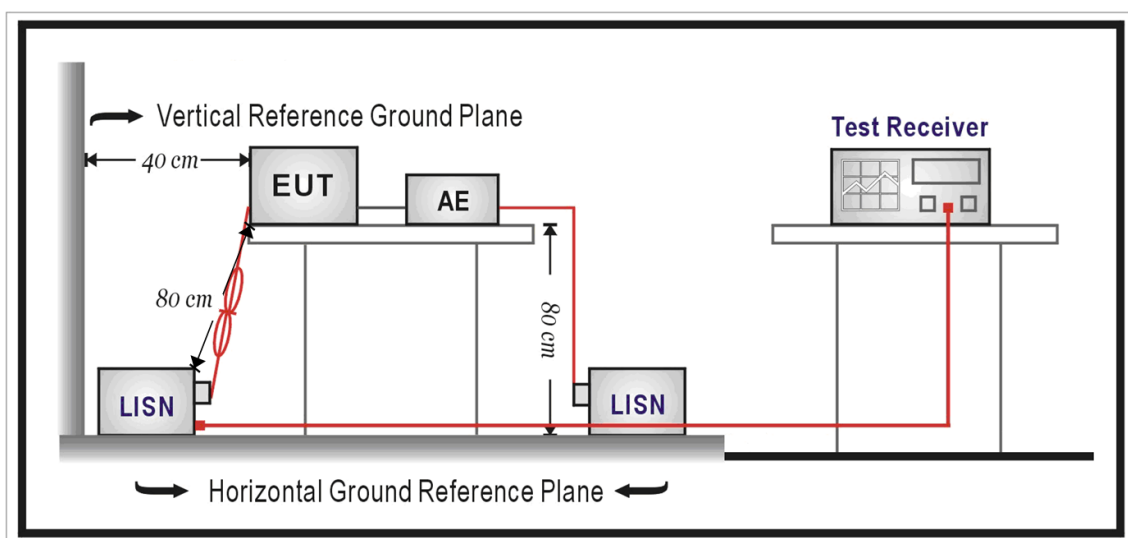 Vertical Reference Ground Plane
Test Receiver
40 cm
EUT
AE
80 cm
80 cm
LISN
LISN
Horizontal Ground Reference Plane